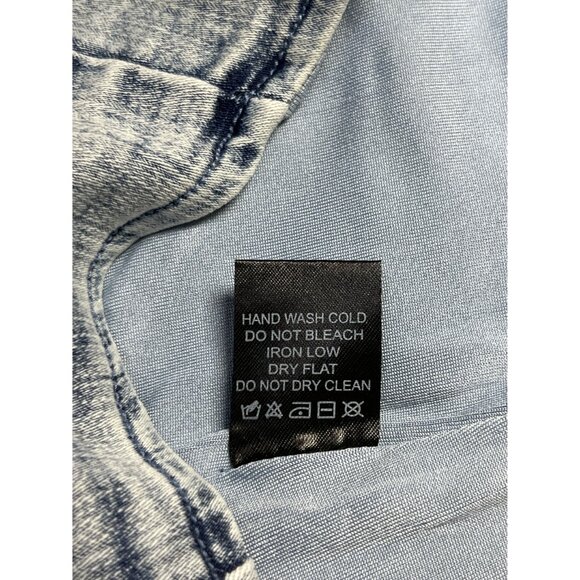 HAND WASH COLD
DO NOT BLEACH
IRON LOW
DRY FLAT
DO NOT DRY CLEAN